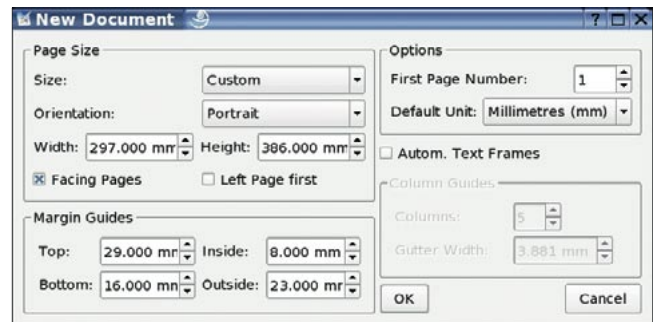 New Document
?
Page Size
Size: Custom
Orientation: Portrait
Width: 297.000 mm Height: 386.000 mm
Facing Pages Left Page first
Margin Guides
Top: 29.000 mm Inside: 8.000 mm
Bottom: 16.000 mm Outside: 23.000 mm
Options
First Page Number: 1
Default Unit: Millimetres (mm)
Autom. Text Frames
Column Guides
Columns: 5
Gutter Width: 3.881 mm
OK Cancel